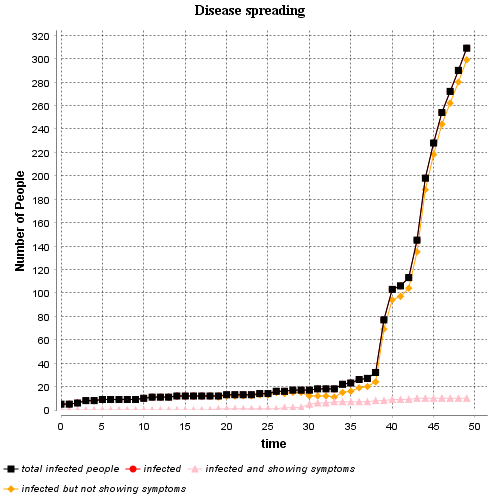 Disease spreading
320
300
280
260
240
220
200
180
160
140
120
100
80
60
40
20
0
Number of People
0 5 10 15 20 25 30 35 40 45 50
time
total infected people infected infected and showing symptoms
infected but not showing symptoms